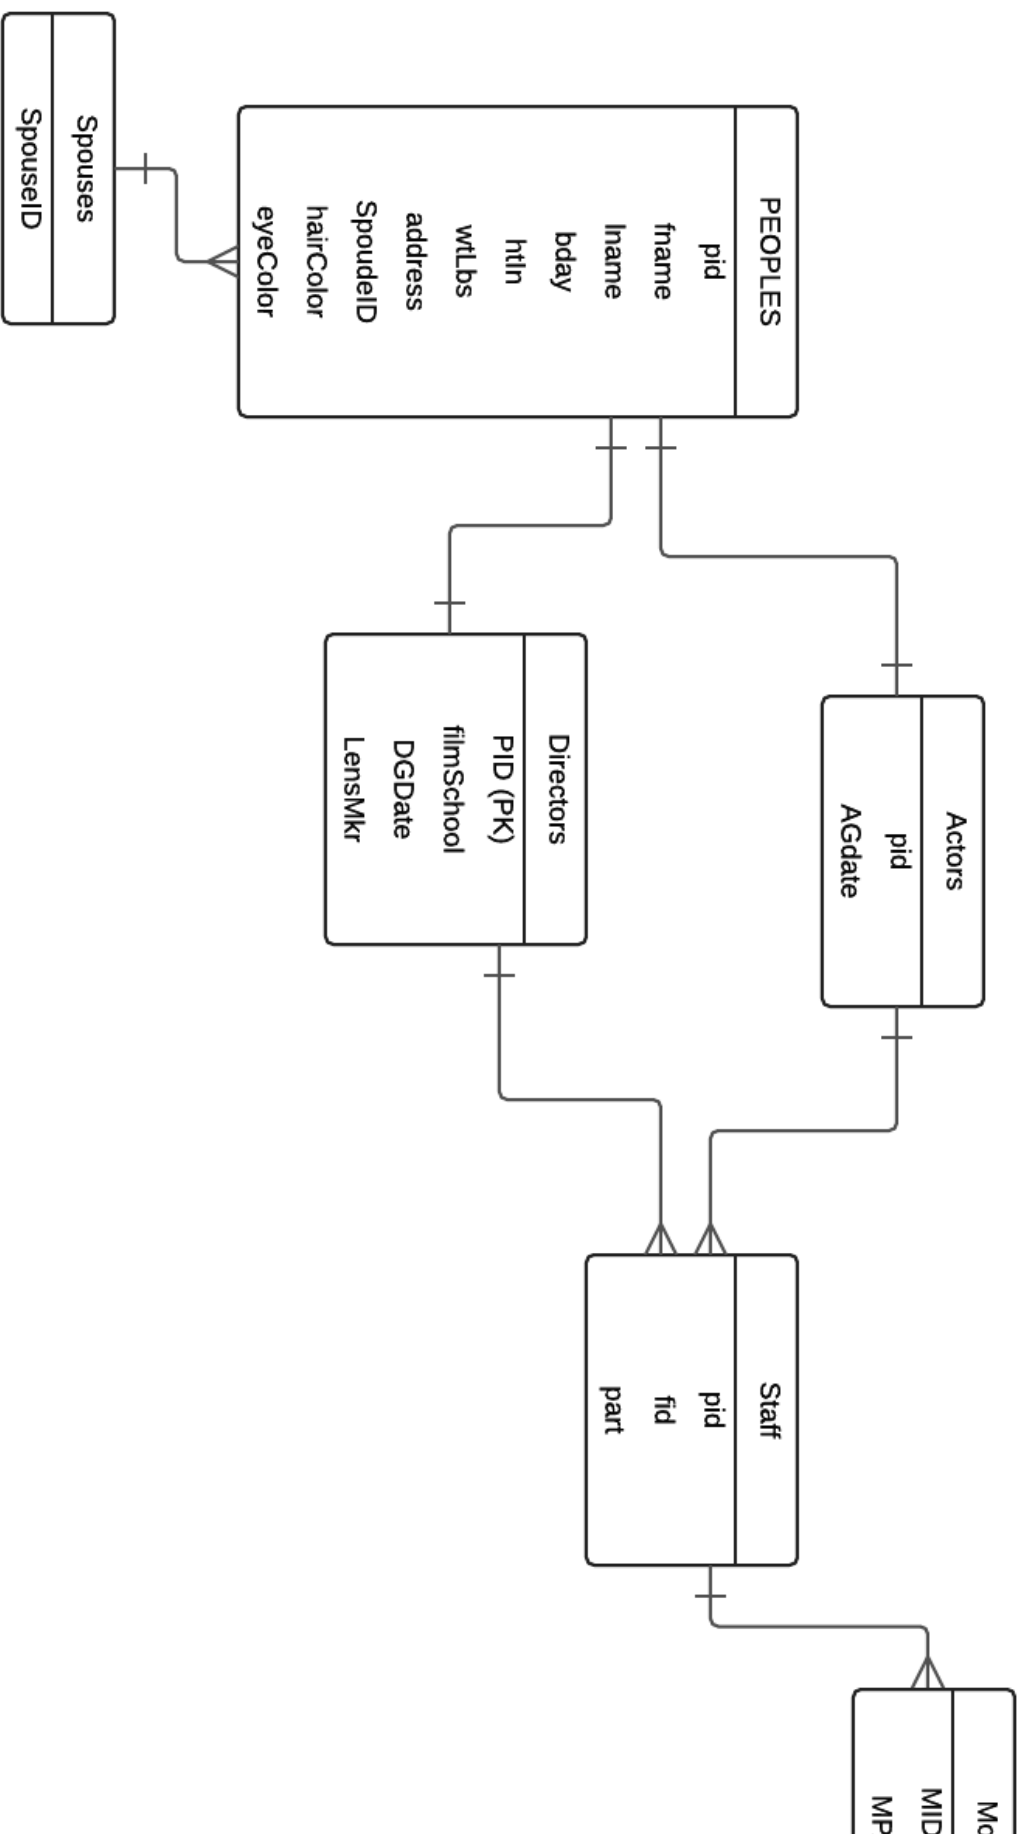 PEOPLES
pid
fname
lname
bday
htIn
wtLbs
address
SpoudeID
hairColor
eyeColor
Spouses
SpouseID
Actors
pid
AGdate
Directors
PID (PK)
filmSchool
DGDate
LensMkr
Staff
pid
fid
part
MID
MP